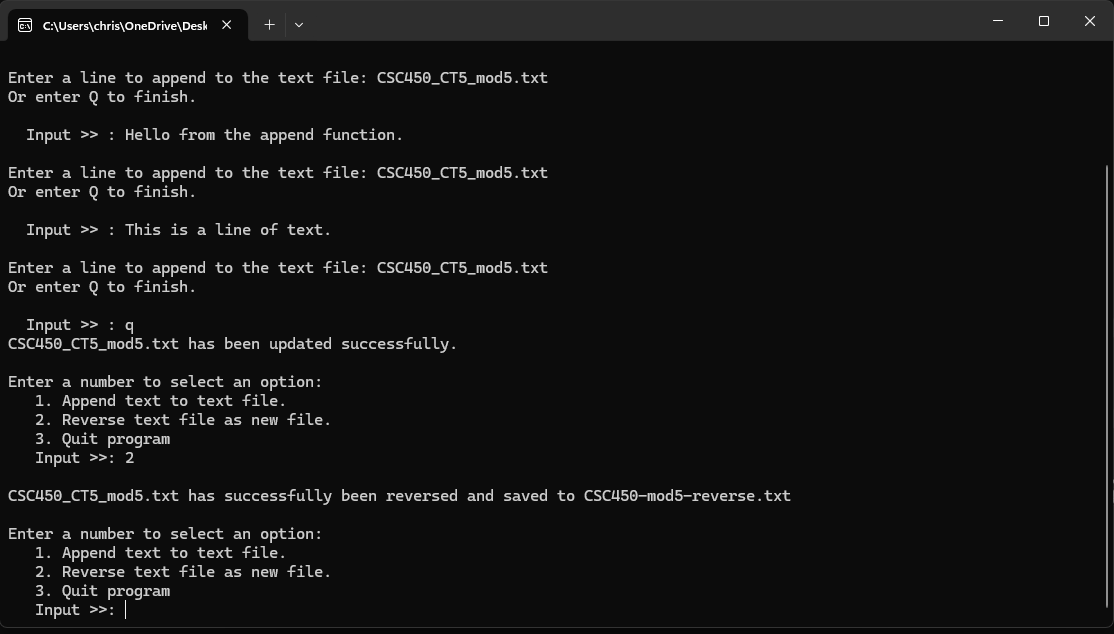 C:\Users\chris\OneDrive\Desk
Enter a line to append to the text file: CSC450_CT5_mod5.txt
Or enter Q to finish.
Input >> : Hello from the append function.
Enter a line to append to the text file: CSC450_CT5_mod5.txt
Or enter Q to finish.
Input >> : This is a line of text.
Enter a line to append to the text file: CSC450_CT5_mod5.txt
Or enter Q to finish.
Input >> : q
CSC450_CT5_mod5.txt has been updated successfully.
Enter a number to select an option:
1. Append text to text file.
2. Reverse text file as new file.
3. Quit program
Input >>: 2
CSC450_CT5_mod5.txt has successfully been reversed and saved to CSC450-mod5-reverse.txt
Enter a number to select an option:
1. Append text to text file.
2. Reverse text file as new file.
3. Quit program
Input >>: